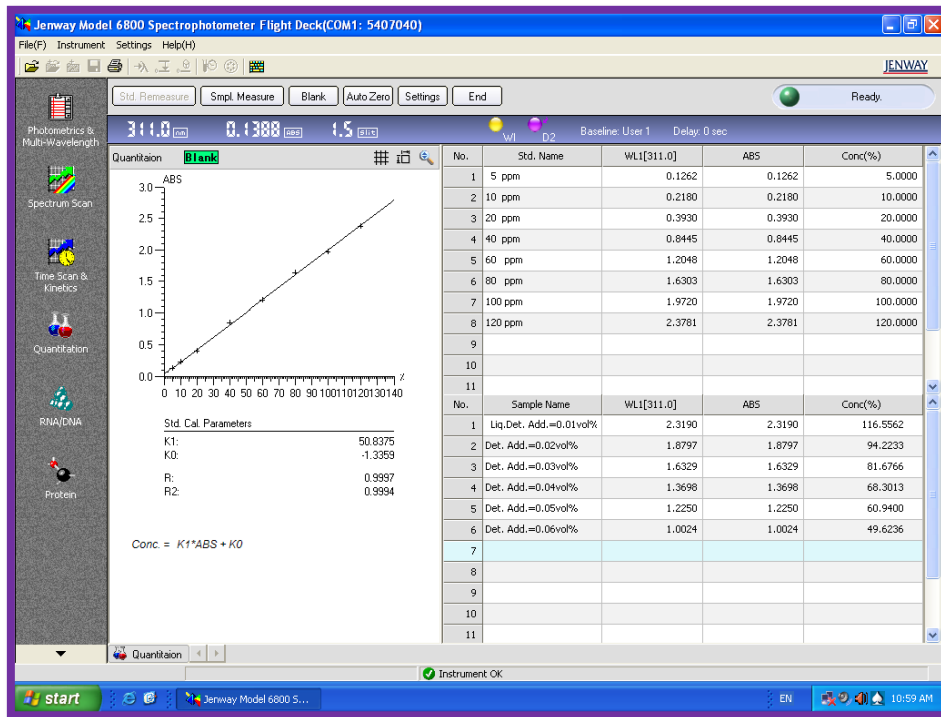 Jenway Model 6800 Spectrophotometer Flight Deck(COM1: 5407040)
File(F) Instrument Settings Help(H)
JENWAY
Std. Remeasure Smpl. Measure Blank Auto Zero Settings End Ready.
311.0 nm 0.1388 ABS 1.5 slit W1 D2 Baseline: User 1 Delay: 0 sec
Photometrics &
Multi-Wavelength
Spectrum Scan
Time Scan &
Kinetics
Quantitation
RNA/DNA
Protein
Quantitaion Blank
ABS
3.0
2.5
2.0
1.5
1.0
0.5
0.0
0 10 20 30 40 50 60 70 80 90 100110120130140 %
Std. Cal. Parameters
K1: 50.8375
K0: -1.3359
R: 0.9997
R2: 0.9994
Conc. = K1*ABS + K0
No. Std. Name WL1[311.0] ABS Conc(%)
1 5 ppm 0.1262 0.1262 5.0000
2 10 ppm 0.2180 0.2180 10.0000
3 20 ppm 0.3930 0.3930 20.0000
4 40 ppm 0.8445 0.8445 40.0000
5 60 ppm 1.2048 1.2048 60.0000
6 80 ppm 1.6303 1.6303 80.0000
7 100 ppm 1.9720 1.9720 100.0000
8 120 ppm 2.3781 2.3781 120.0000
9
10
11
No. Sample Name WL1[311.0] ABS Conc(%)
1 Liq.Det. Add.=0.01vol% 2.3190 2.3190 116.5562
2 Det. Add.=0.02vol% 1.8797 1.8797 94.2233
3 Det. Add.=0.03vol% 1.6329 1.6329 81.6766
4 Det. Add.=0.04vol% 1.3698 1.3698 68.3013
5 Det. Add.=0.05vol% 1.2250 1.2250 60.9400
6 Det. Add.=0.06vol% 1.0024 1.0024 49.6236
7
8
9
10
11
Quantitaion
Instrument OK
start Jenway Model 6800 S... EN 10:59 AM